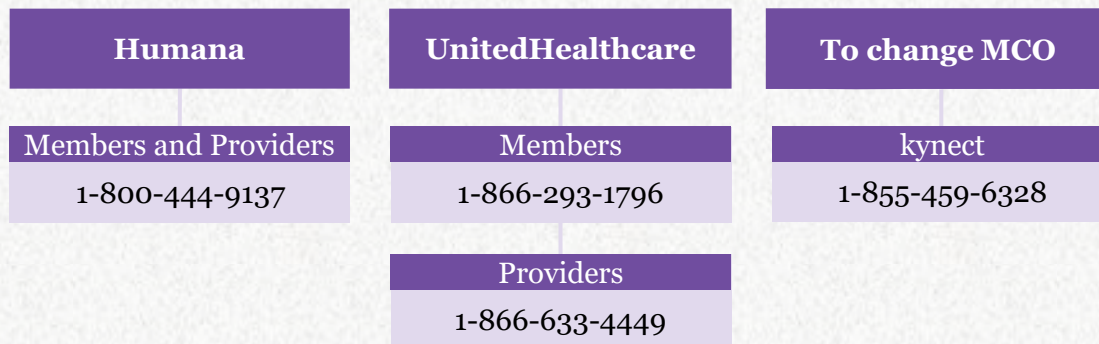 Humana
Members and Providers
1-800-444-9137
UnitedHealthcare
Members
1-866-293-1796
Providers
1-866-633-4449
To change MCO
kynect
1-855-459-6328